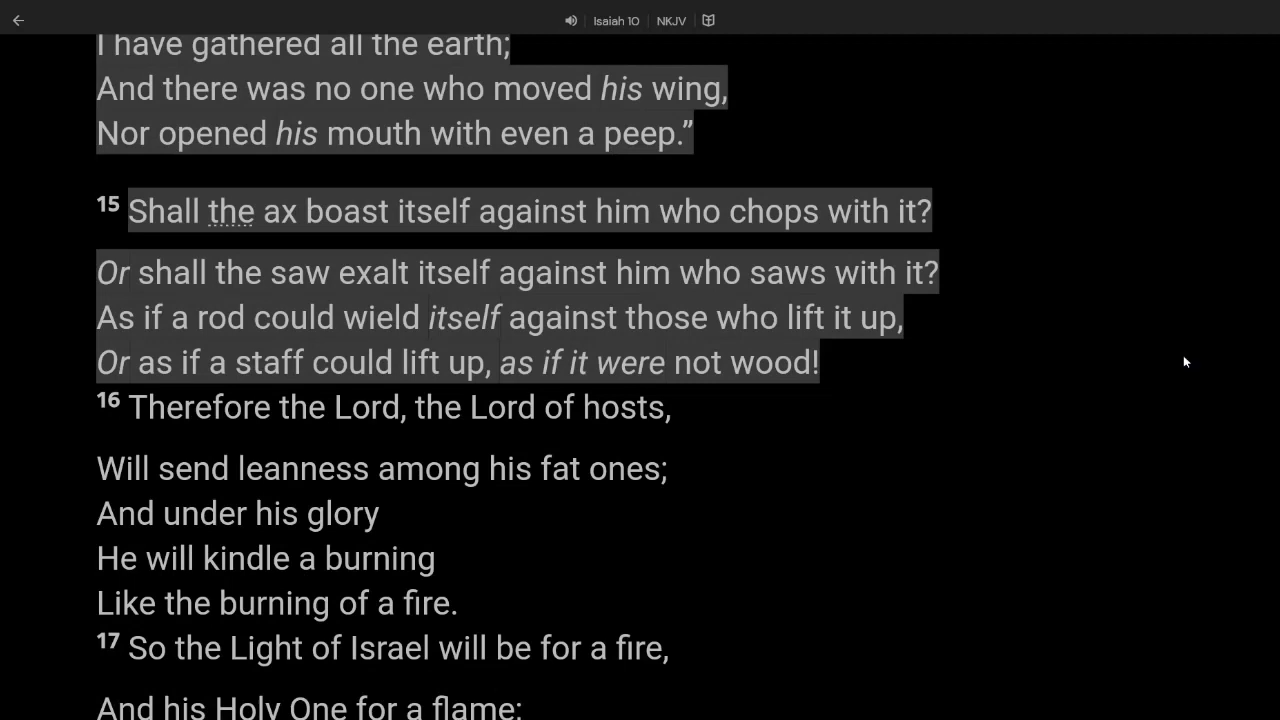 Isaiah 10 NKJV
I have gathered all the earth;
And there was no one who moved his wing,
Nor opened his mouth with even a peep.”
15 Shall the ax boast itself against him who chops with it?
Or shall the saw exalt itself against him who saws with it?
As if a rod could wield itself against those who lift it up,
Or as if a staff could lift up, as if it were not wood!
16 Therefore the Lord, the Lord of hosts,
Will send leanness among his fat ones;
And under his glory
He will kindle a burning
Like the burning of a fire.
17 So the Light of Israel will be for a fire,
And his Holy One for a flame;